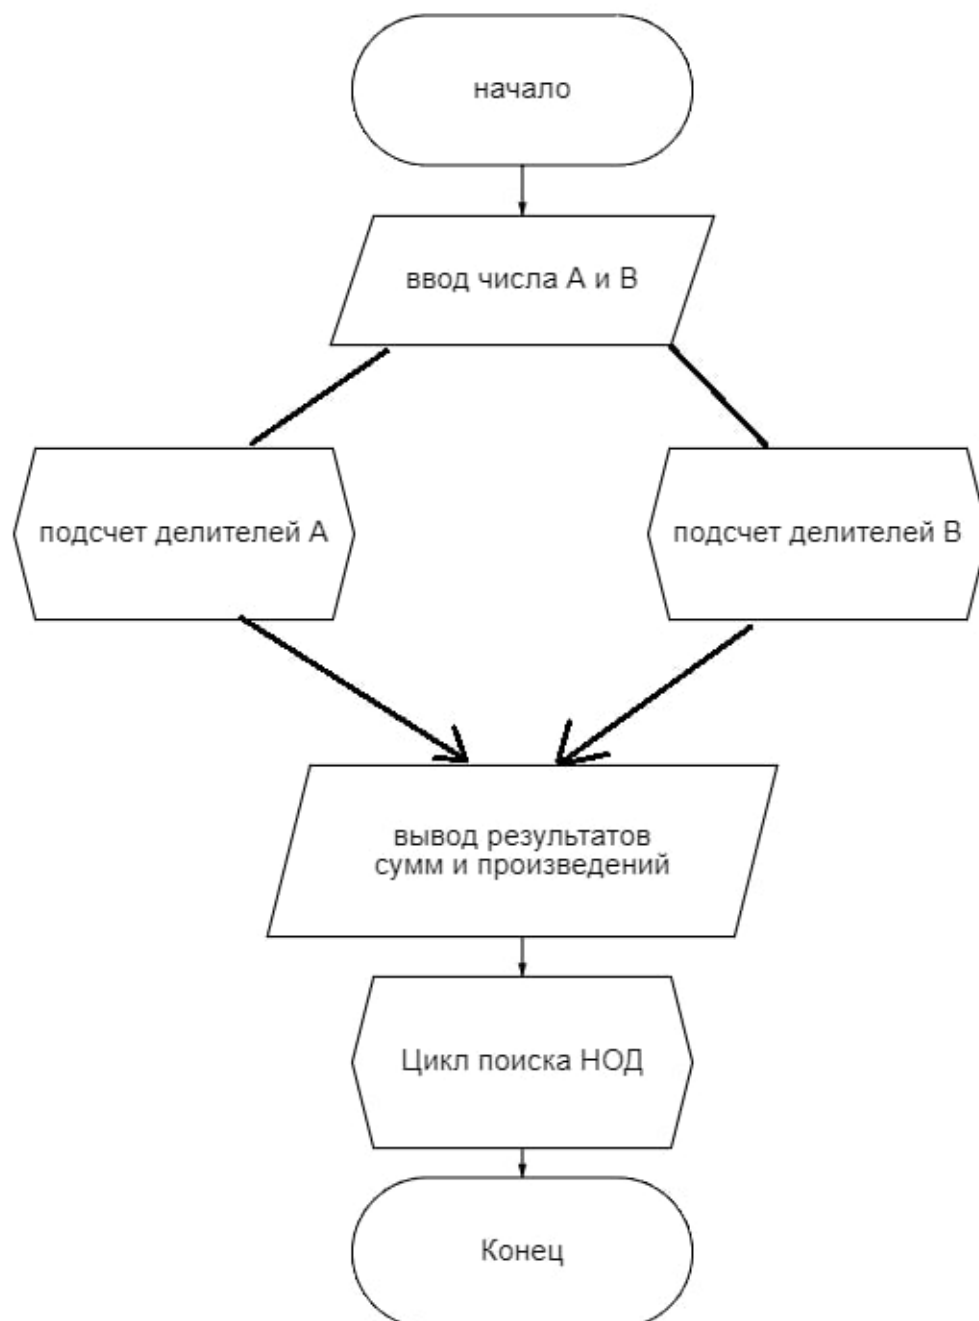 начало
ввод числа А и В
подсчет делителей А
подсчет делителей В
вывод результатов
сумм и произведений
Цикл поиска НОД
Конец